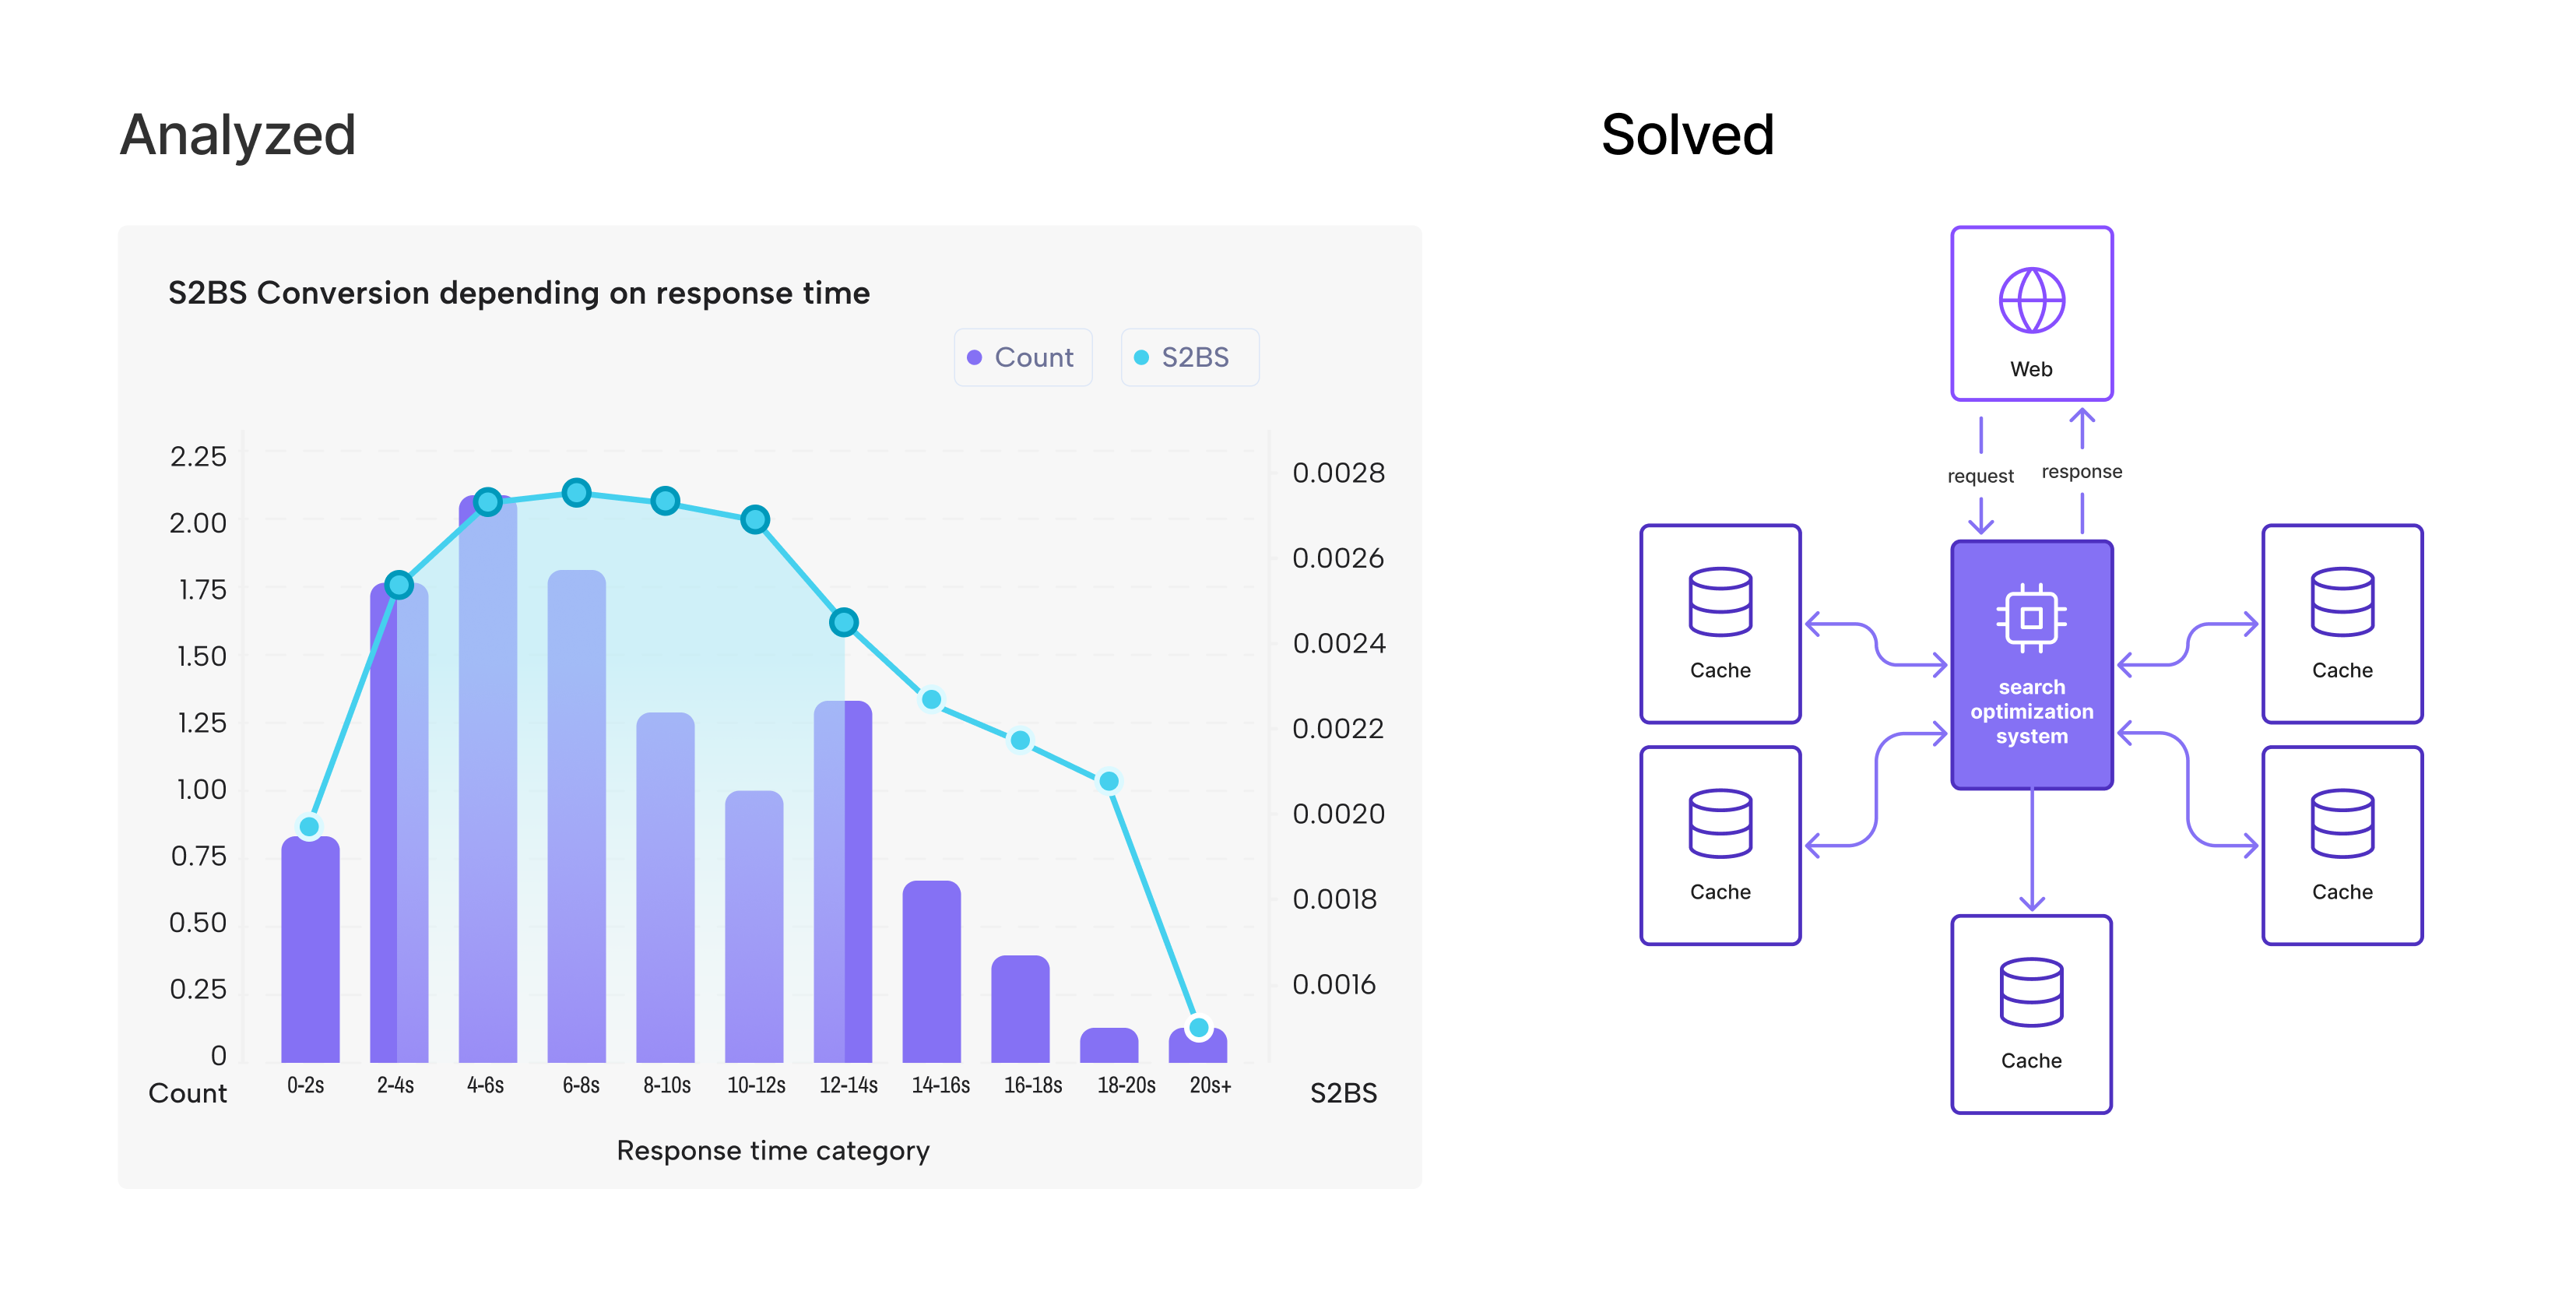 Analyzed
Solved
S2BS Conversion depending on response time
Count
S2BS
2.25
2.00
1.75
1.50
1.25
1.00
0.75
0.50
0.25
0
Count
0.0028
0.0026
0.0024
0.0022
0.0020
0.0018
0.0016
S2BS
0-2s
2-4s
4-6s
6-8s
8-10s
10-12s
12-14s
14-16s
16-18s
18-20s
20s+
Response time category
Web
request
response
Cache
search
optimization
system
Cache
Cache
Cache
Cache